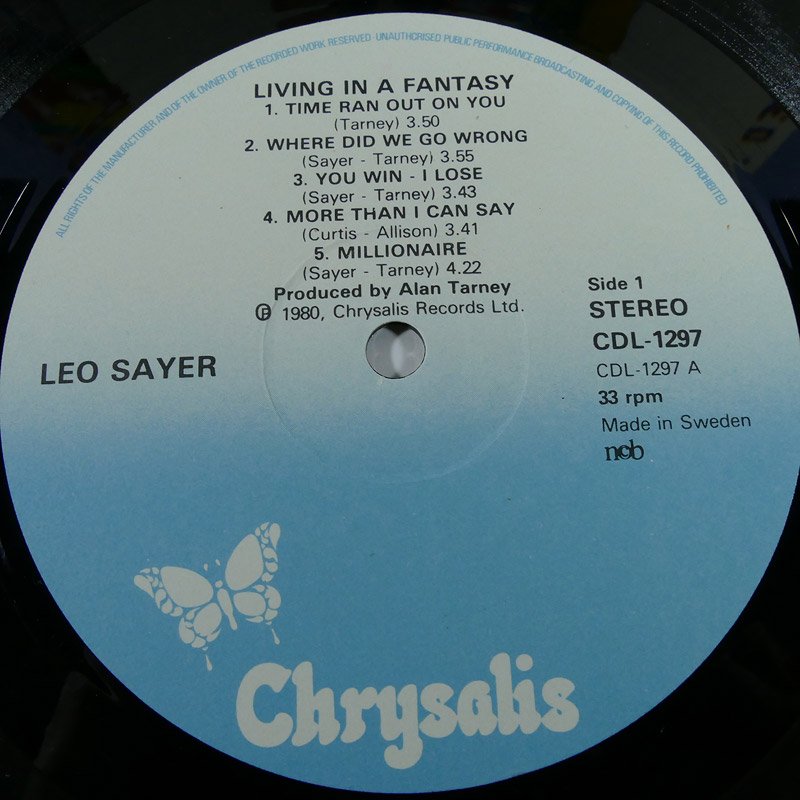 ALL RIGHTS OF THE MANUFACTURER AND OF THE OWNER OF THE RECORDED WORK RESERVED · UNAUTHORISED PUBLIC PERFORMANCE BROADCASTING AND COPYING OF THIS RECORD PROHIBITED
LIVING IN A FANTASY
1. TIME RAN OUT ON YOU
(Tarney) 3.50
2. WHERE DID WE GO WRONG
(Sayer - Tarney) 3.55
3. YOU WIN - I LOSE
(Sayer - Tarney) 3.43
4. MORE THAN I CAN SAY
(Curtis - Allison) 3.41
5. MILLIONAIRE
(Sayer - Tarney) 4.22
Produced by Alan Tarney
℗ 1980, Chrysalis Records Ltd.
LEO SAYER
Side 1
STEREO
CDL-1297
CDL-1297 A
33 rpm
Made in Sweden
ncb
Chrysalis